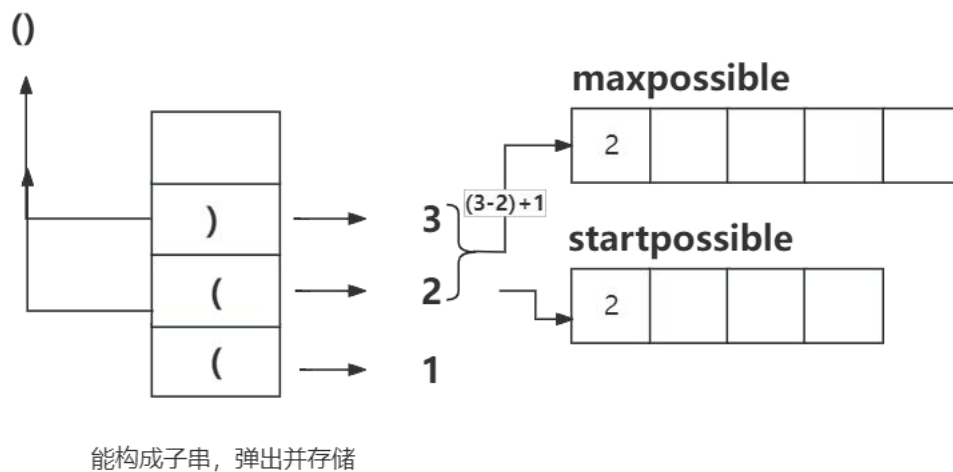 ()
maxpossible
2
(3-2)+1
) 3
startpossible
( 2
2
( 1
能构成子串，弹出并存储